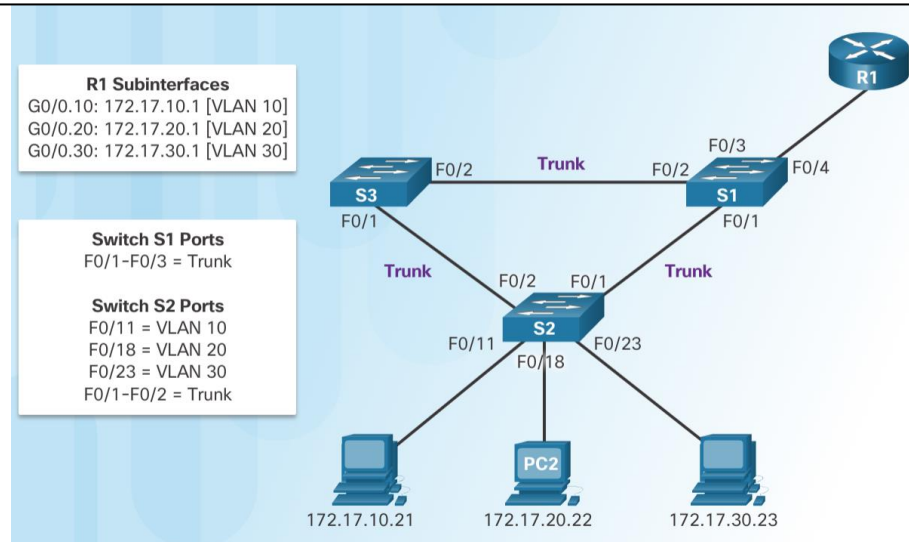 R1 Subinterfaces
G0/0.10: 172.17.10.1 [VLAN 10]
G0/0.20: 172.17.20.1 [VLAN 20]
G0/0.30: 172.17.30.1 [VLAN 30]
Switch S1 Ports
F0/1-F0/3 = Trunk
Switch S2 Ports
F0/11 = VLAN 10
F0/18 = VLAN 20
F0/23 = VLAN 30
F0/1-F0/2 = Trunk
R1
F0/3
F0/2
Trunk
F0/2
F0/4
S3
S1
F0/1
F0/1
Trunk
Trunk
F0/2
F0/1
S2
F0/11
F0/18
F0/23
PC2
172.17.10.21
172.17.20.22
172.17.30.23